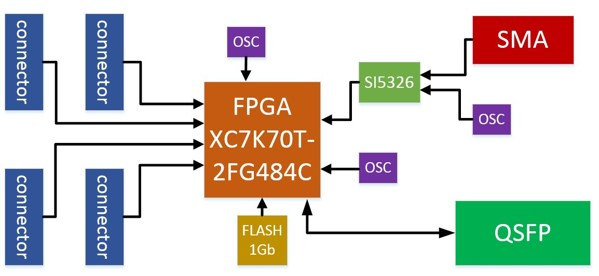 connector
connector
OSC
SMA
SI5326
FPGA
XC7K70T-
2FG484C
OSC
OSC
connector
connector
FLASH
1Gb
QSFP